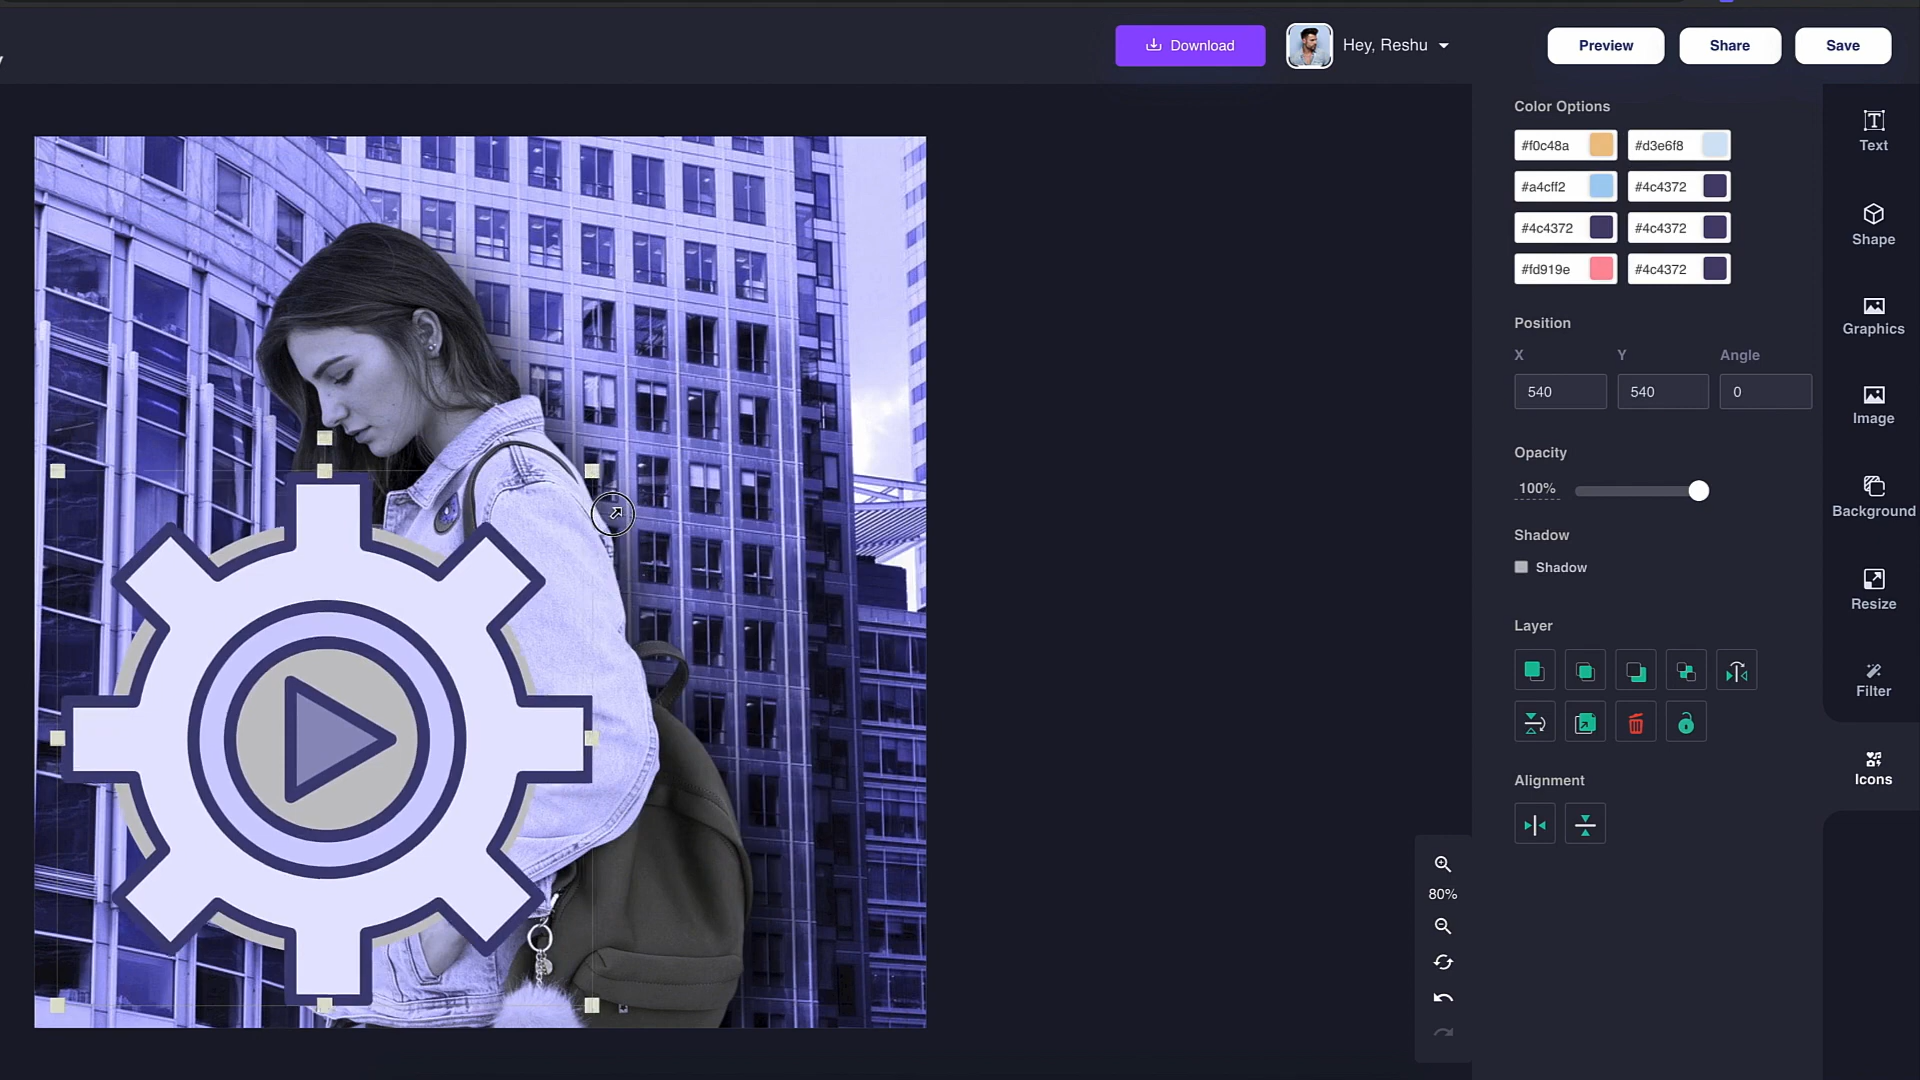 Download
Hey, Reshu
Preview
Share
Save
Color Options
#f0c48a
#d3e6f8
#a4cff2
#4c4372
#4c4372
#4c4372
#fd919e
#4c4372
Position
X
Y
Angle
540
540
0
Opacity
100%
Shadow
Shadow
Layer
Alignment
80%
Text
Shape
Graphics
Image
Background
Resize
Filter
Icons